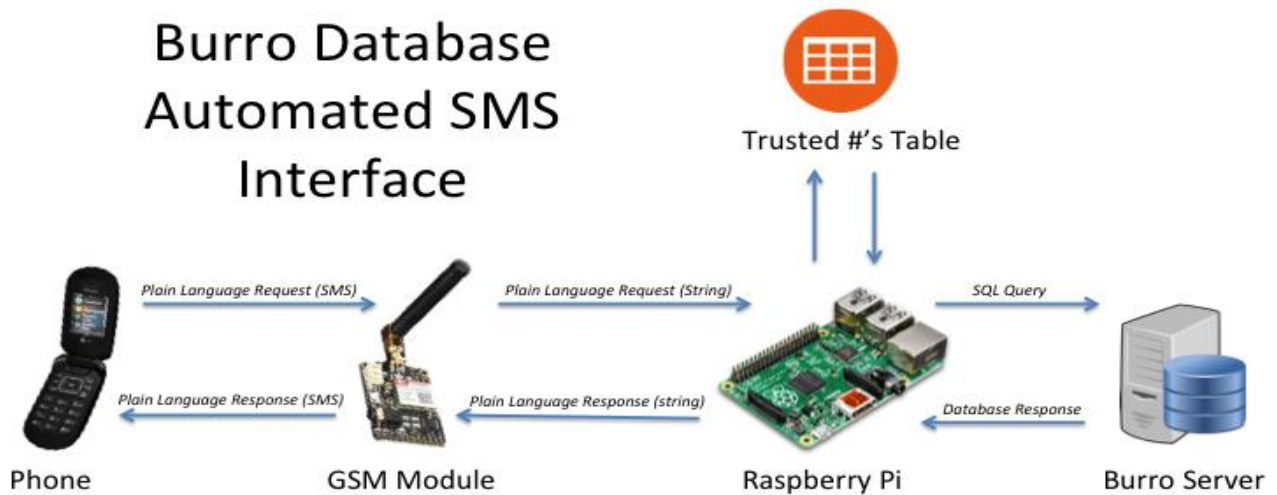 Burro Database
Automated SMS
Interface
Trusted #'s Table
Plain Language Request (SMS)
Plain Language Request (String)
SQL Query
Plain Language Response (SMS)
Plain Language Response (string)
Database Response
Phone
GSM Module
Raspberry Pi
Burro Server